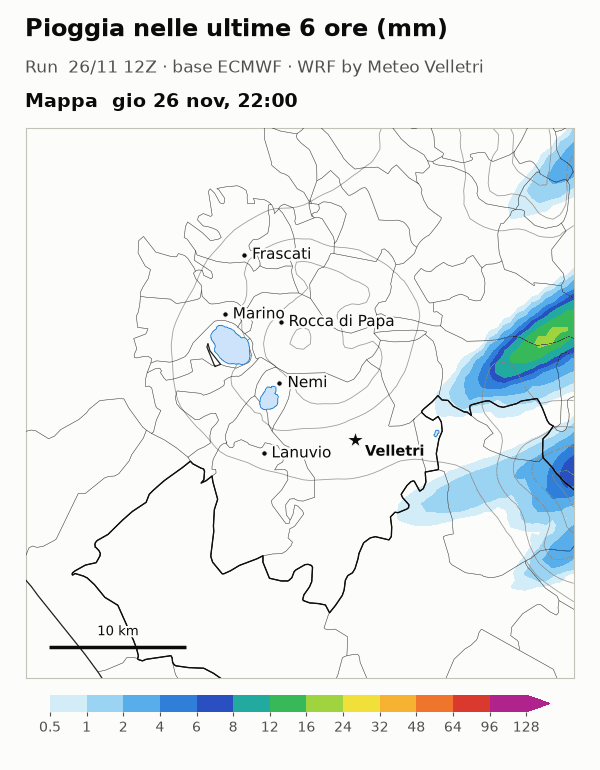 Pioggia nelle ultime 6 ore (mm)
Run  26/11 12Z · base ECMWF · WRF by Meteo Velletri
Mappa  gio 26 nov, 22:00
Frascati
Marino
Rocca di Papa
Nemi
Velletri
Lanuvio
10 km
0.5 1 2 4 6 8 12 16 24 32 48 64 96 128